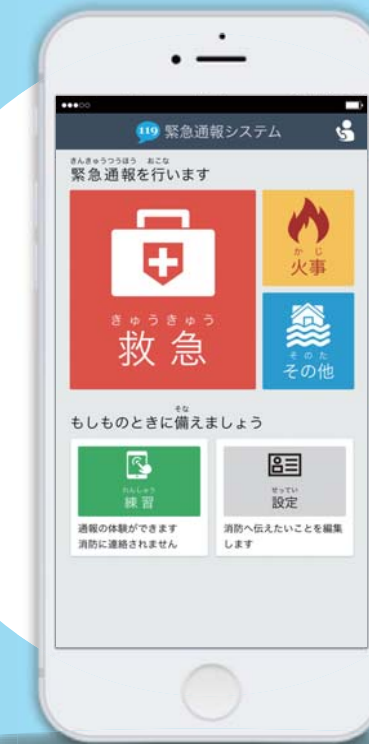 119 緊急通報システム
きんきゅうつうほう おこな
緊急通報を行います
きゅうきゅう
救急
かじ
火事
そのた
その他
そな
もしものときに備えましょう
れんしゅう
練習
通報の体験ができます
消防に連絡されません
せってい
設定
消防へ伝えたいことを編集
します